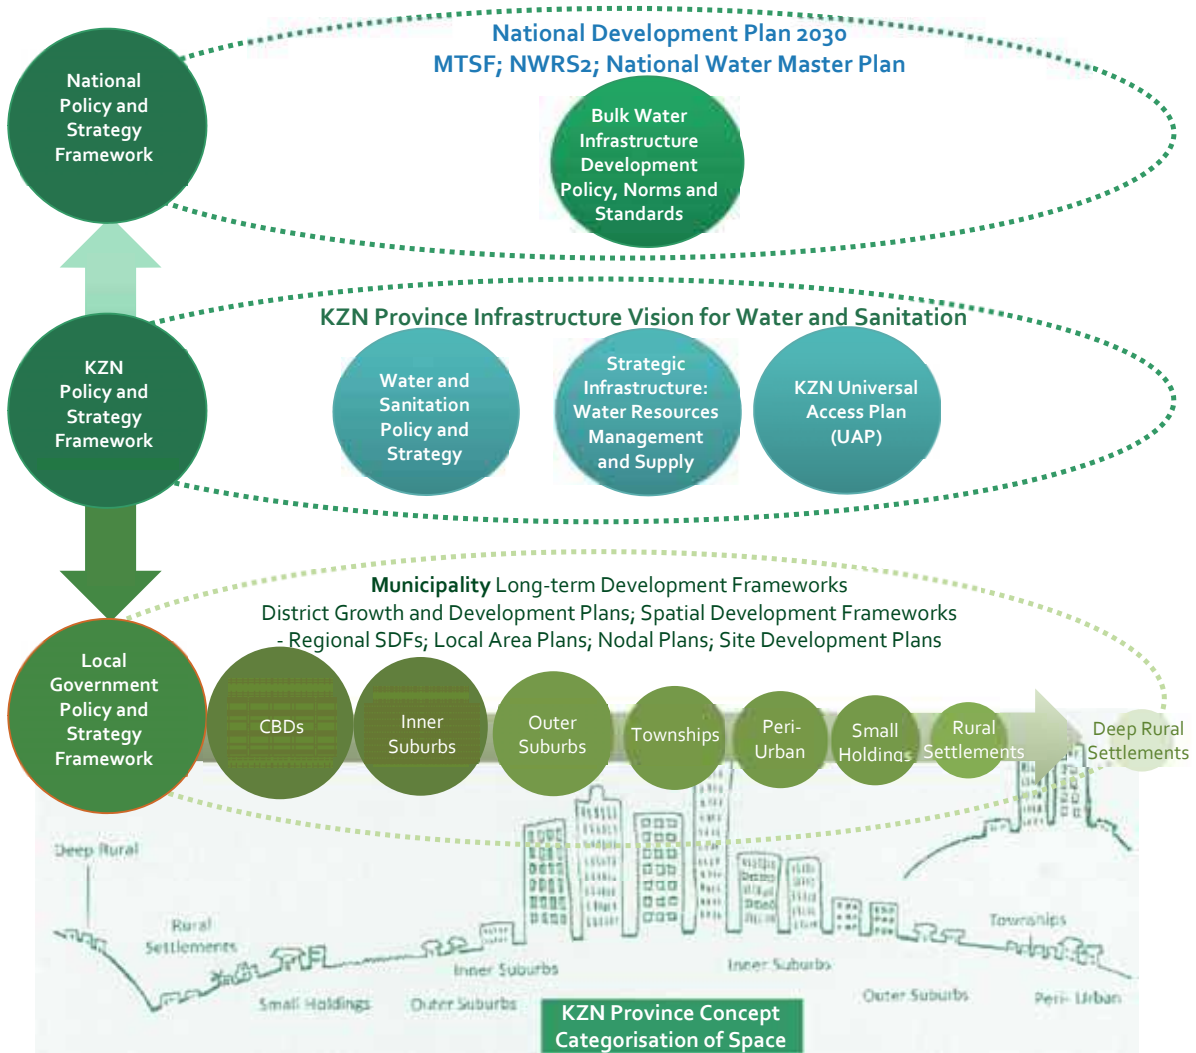 National Development Plan 2030
MTSF; NWRS2; National Water Master Plan
National
Policy and
Strategy
Framework
Bulk Water
Infrastructure
Development
Policy, Norms and
Standards
KZN Province Infrastructure Vision for Water and Sanitation
KZN
Policy and
Strategy
Framework
Water and
Sanitation
Policy and
Strategy
Strategic
Infrastructure:
Water Resources
Management
and Supply
KZN Universal
Access Plan
(UAP)
Municipality Long-term Development Frameworks
District Growth and Development Plans; Spatial Development Frameworks
- Regional SDFs; Local Area Plans; Nodal Plans; Site Development Plans
Local
Government
Policy and
Strategy
Framework
CBDs
Inner
Suburbs
Outer
Suburbs
Townships
Peri-
Urban
Small
Holdings
Rural
Settlements
Deep Rural
Settlements
Deep Rural
Rural
Settlements
Small Holdings
Inner Suburbs
Outer Suburbs
Inner Suburbs
Outer Suburbs
Townships
Peri- Urban
KZN Province Concept
Categorisation of Space